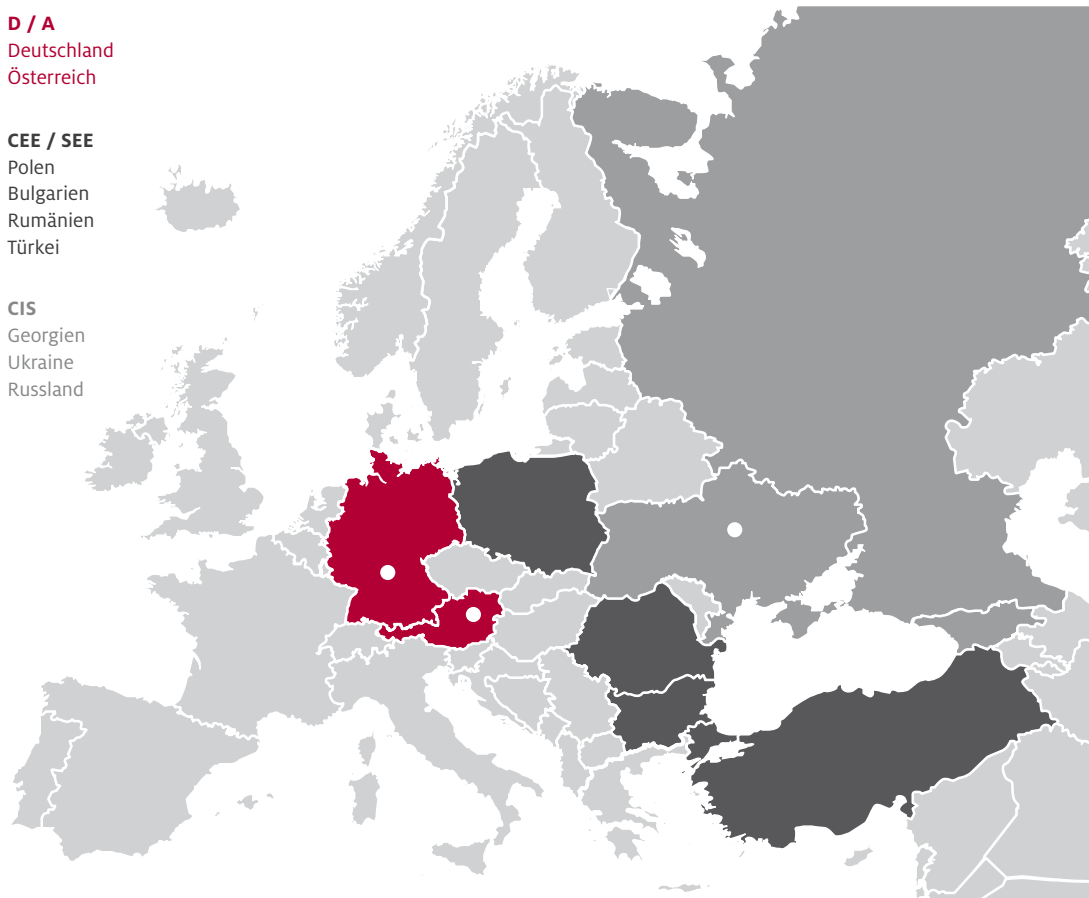 D / A
Deutschland
Österreich
CEE / SEE
Polen
Bulgarien
Rumänien
Türkei
CIS
Georgien
Ukraine
Russland